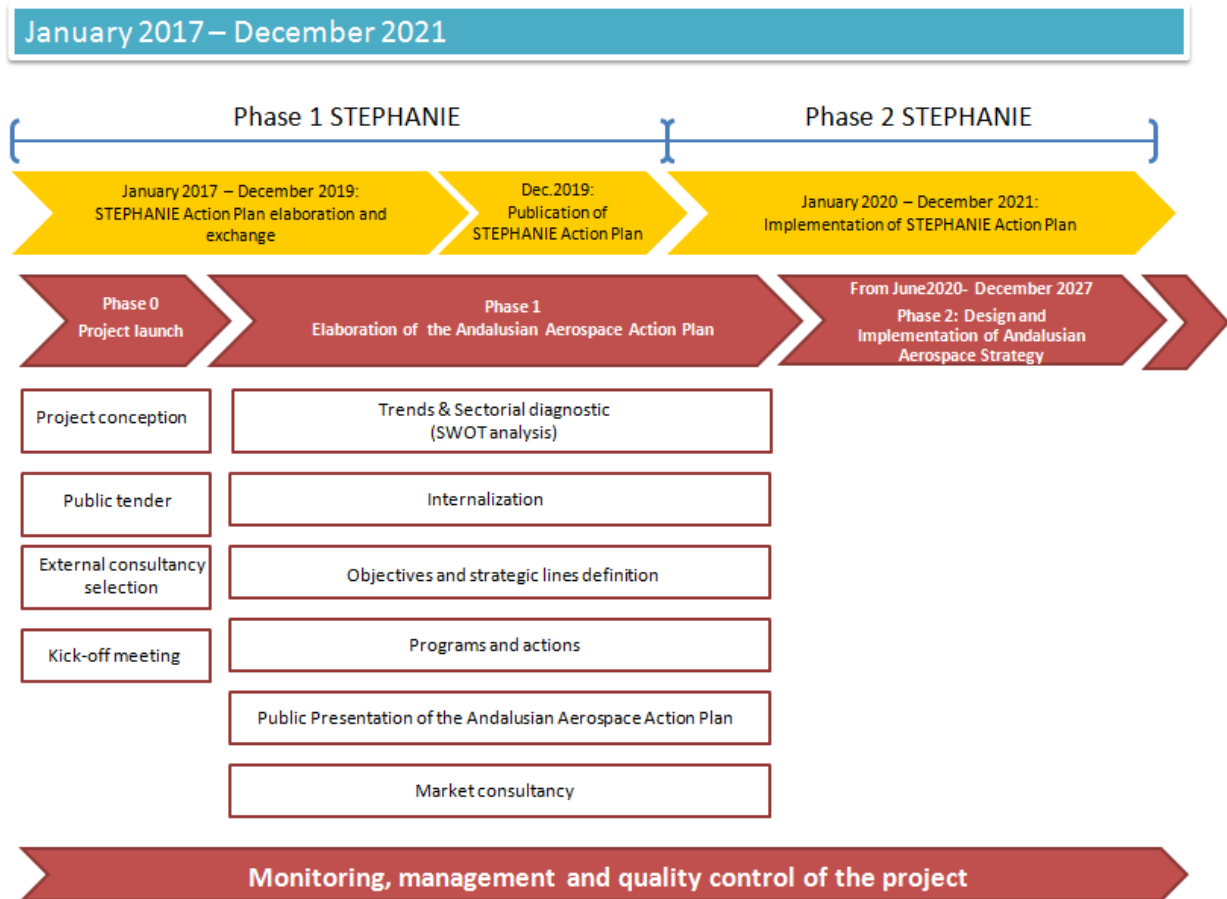 January 2017 – December 2021
Phase 1 STEPHANIE
Phase 2 STEPHANIE
January 2017 – December 2019:
STEPHANIE Action Plan elaboration and
exchange
Dec.2019:
Publication of
STEPHANIE Action Plan
January 2020 – December 2021:
Implementation of STEPHANIE Action Plan
Phase 0
Project launch
Phase 1
Elaboration of the Andalusian Aerospace Action Plan
From June2020- December 2027
Phase 2: Design and
Implementation of Andalusian
Aerospace Strategy
Project conception
Public tender
External consultancy
selection
Kick-off meeting
Trends & Sectorial diagnostic
(SWOT analysis)
Internalization
Objectives and strategic lines definition
Programs and actions
Public Presentation of the Andalusian Aerospace Action Plan
Market consultancy
Monitoring, management and quality control of the project